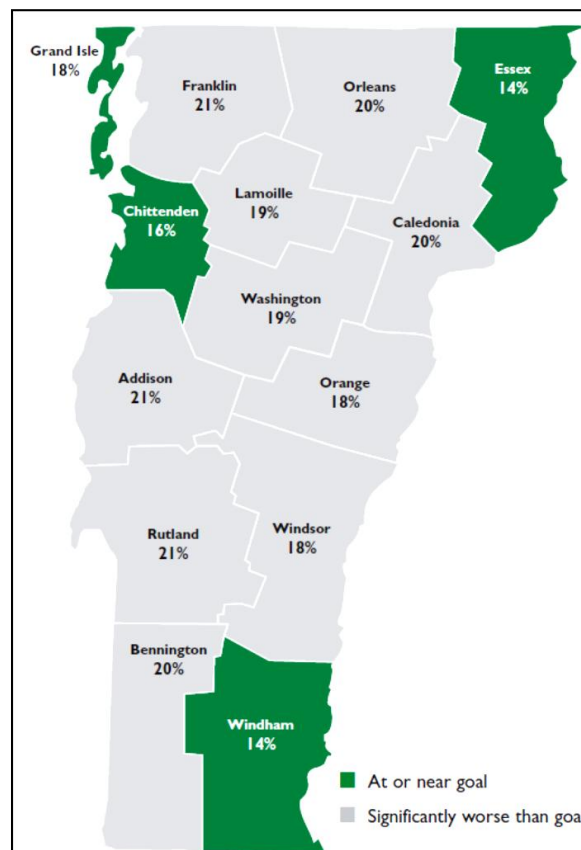 Grand Isle
18%
Franklin
21%
Orleans
20%
Essex
14%
Lamoille
19%
Chittenden
16%
Caledonia
20%
Washington
19%
Addison
21%
Orange
18%
Rutland
21%
Windsor
18%
Bennington
20%
Windham
14%
At or near goal
Significantly worse than goa